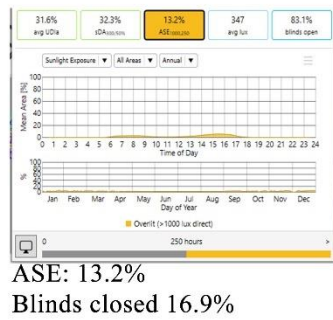 31.6% 32.3% 13.2% 347 83.1%
avg UDIa sDA300/50% ASE1000,250 avg lux blinds open
Sunlight Exposure ▼ All Areas ▼ Annual ▼
Mean Area [%]
100
80
60
40
20
0
0 1 2 3 4 5 6 7 8 9 10 11 12 13 14 15 16 17 18 19 20 21 22 23 24
Time of Day
%
100
80
60
40
20
0
Jan Feb Mar Apr May Jun Jul Aug Sep Oct Nov Dec
Day of Year
Overlit (>1000 lux direct)
0 250 hours >
ASE: 13.2%
Blinds closed 16.9%